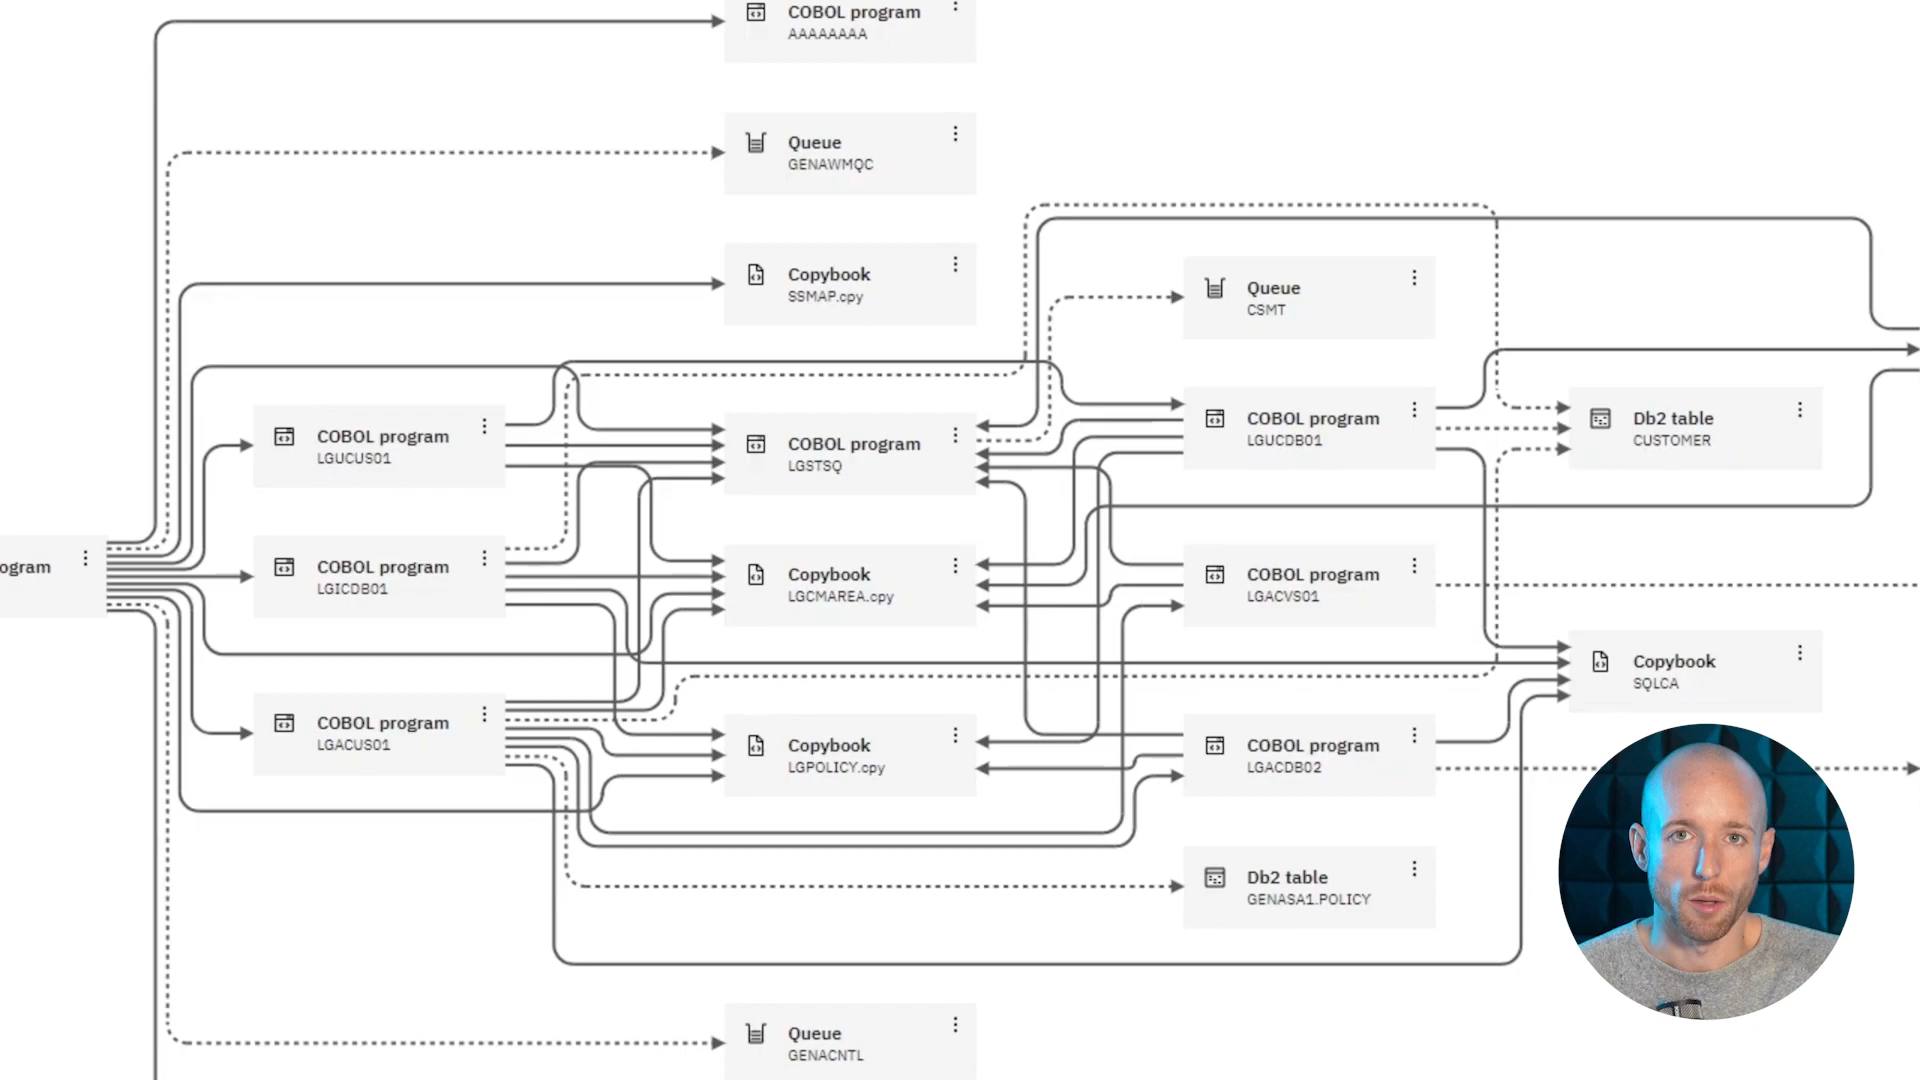 COBOL program
AAAAAAAA
Queue
GENAWMQC
Copybook
SSMAP.cpy
Queue
CSMT
COBOL program
LGUCUS01
COBOL program
LGSTSQ
COBOL program
LGUCDB01
Db2 table
CUSTOMER
ogram
COBOL program
LGICDB01
Copybook
LGCMAREA.cpy
COBOL program
LGACVS01
Copybook
SQLCA
COBOL program
LGACUS01
Copybook
LGPOLICY.cpy
COBOL program
LGACDB02
Db2 table
GENASA1.POLICY
Queue
GENACNTL